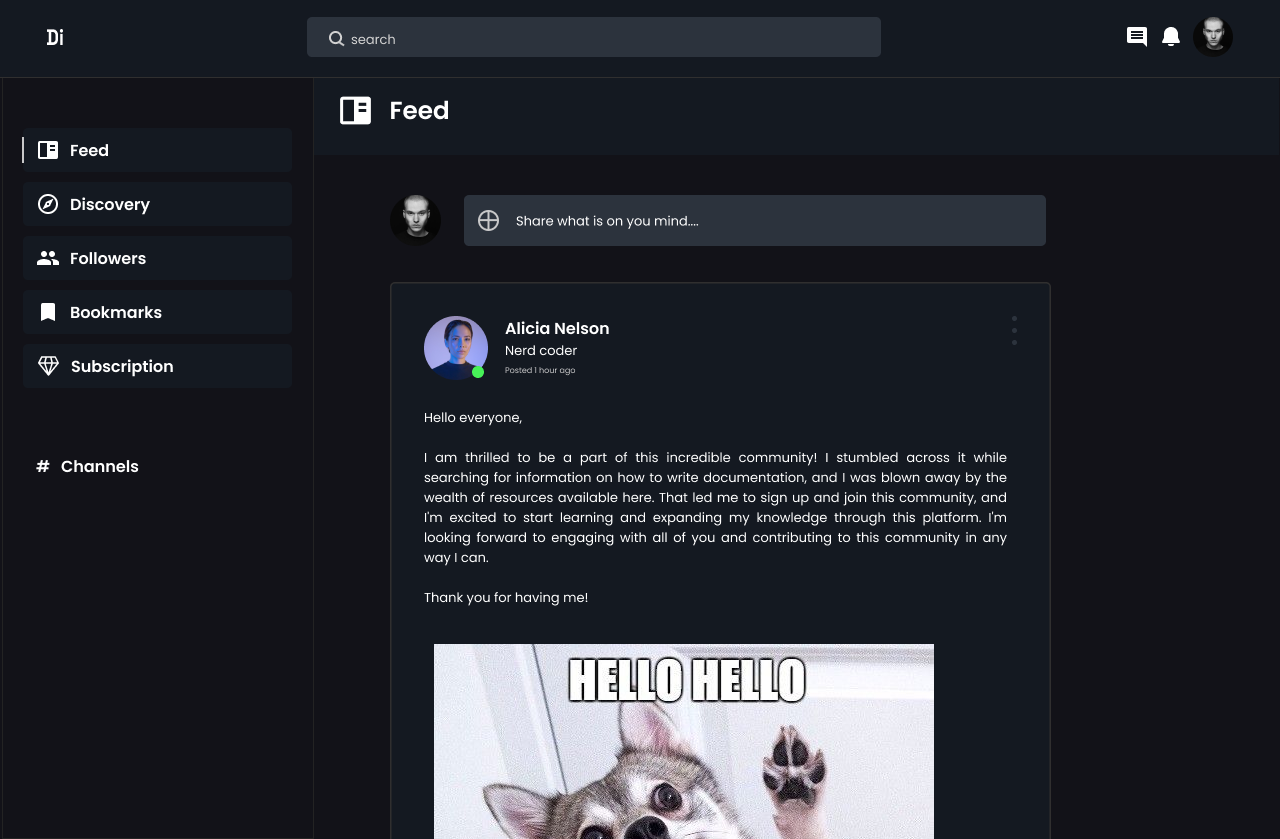 Di
search
Feed
Feed
Discovery
Followers
Bookmarks
Subscription
# Channels
Share what is on you mind....
Alicia Nelson
Nerd coder
Posted 1 hour ago
Hello everyone,
I am thrilled to be a part of this incredible community! I stumbled across it while
searching for information on how to write documentation, and I was blown away by the
wealth of resources available here. That led me to sign up and join this community, and
I'm excited to start learning and expanding my knowledge through this platform. I'm
looking forward to engaging with all of you and contributing to this community in any
way I can.
Thank you for having me!
HELLO HELLO